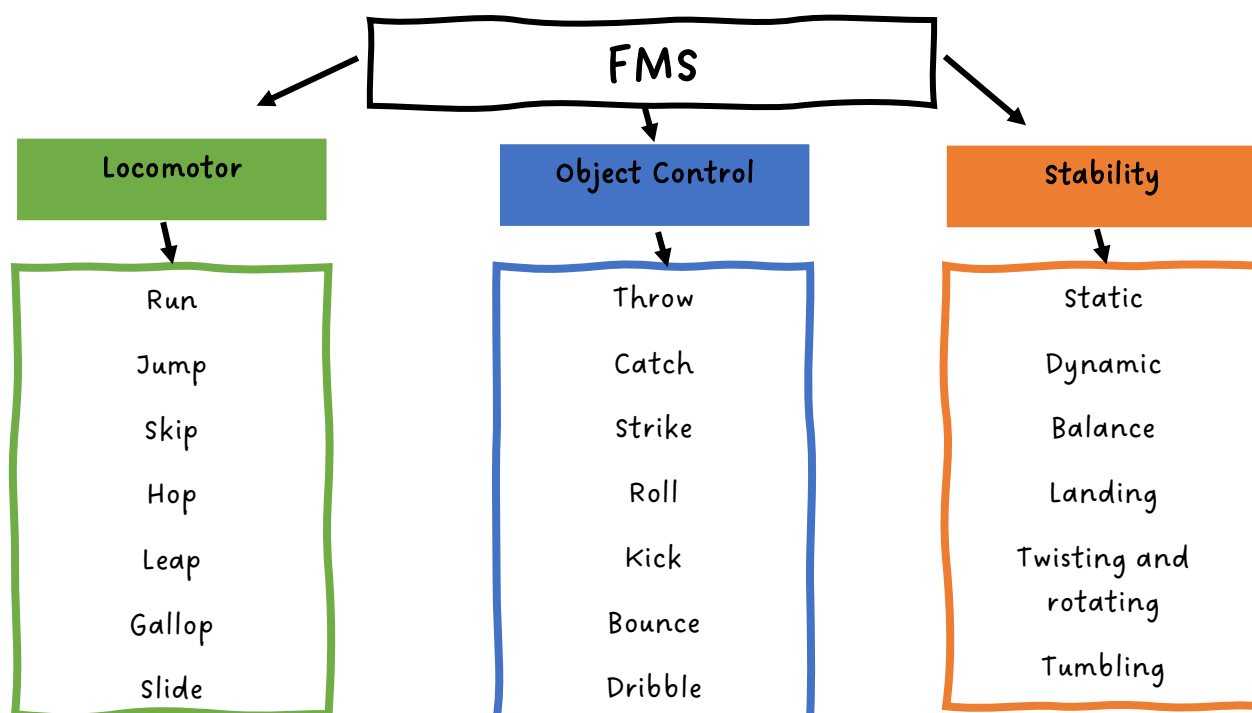 FMS
Locomotor
Run
Jump
Skip
Hop
Leap
Gallop
Slide
Object Control
Throw
Catch
Strike
Roll
Kick
Bounce
Dribble
Stability
Static
Dynamic
Balance
Landing
Twisting and
rotating
Tumbling